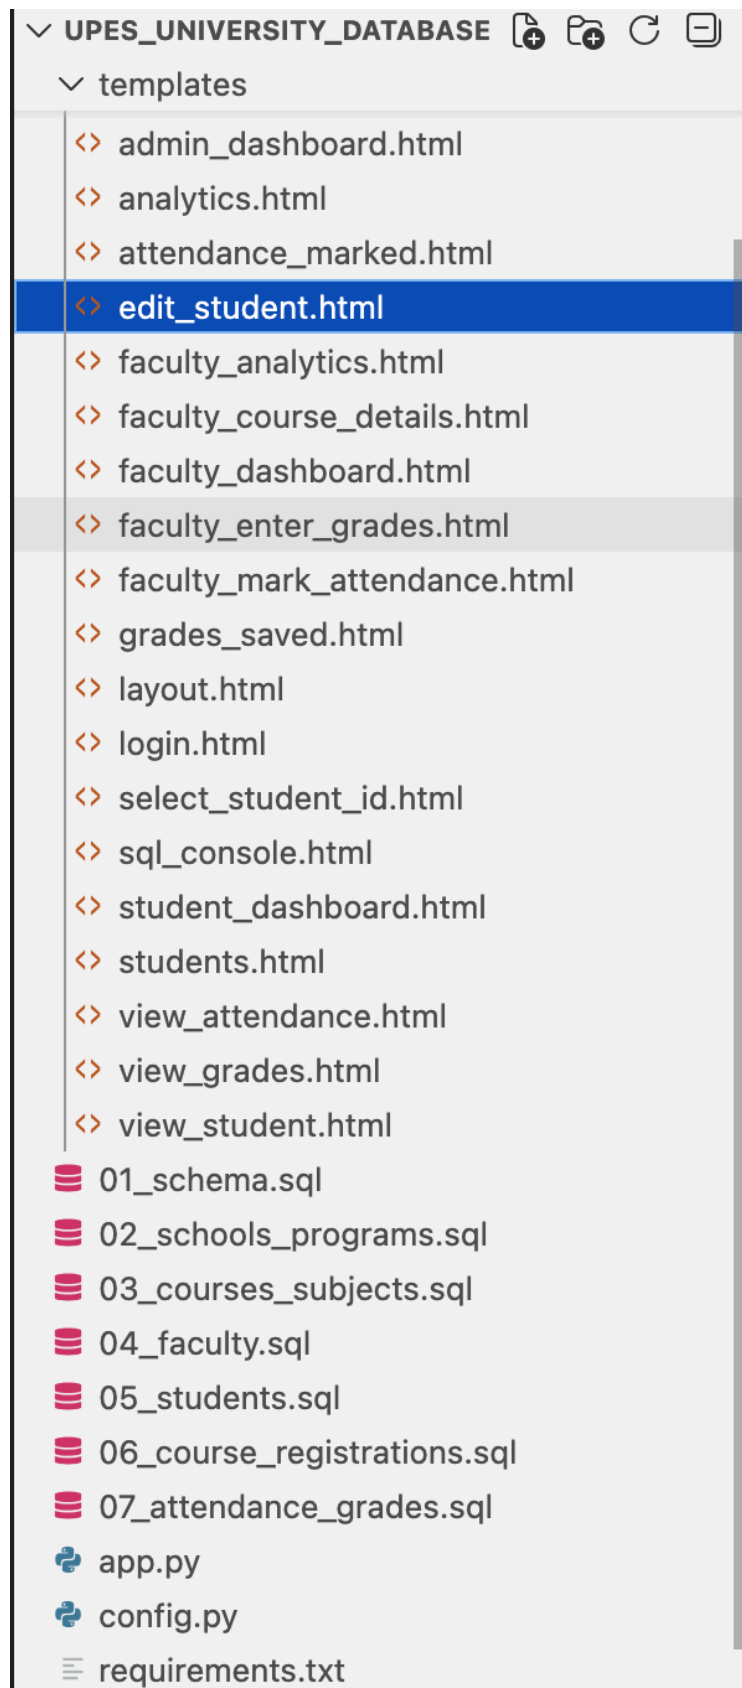 UPES_UNIVERSITY_DATABASE
templates
admin_dashboard.html
analytics.html
attendance_marked.html
edit_student.html
faculty_analytics.html
faculty_course_details.html
faculty_dashboard.html
faculty_enter_grades.html
faculty_mark_attendance.html
grades_saved.html
layout.html
login.html
select_student_id.html
sql_console.html
student_dashboard.html
students.html
view_attendance.html
view_grades.html
view_student.html
01_schema.sql
02_schools_programs.sql
03_courses_subjects.sql
04_faculty.sql
05_students.sql
06_course_registrations.sql
07_attendance_grades.sql
app.py
config.py
requirements.txt